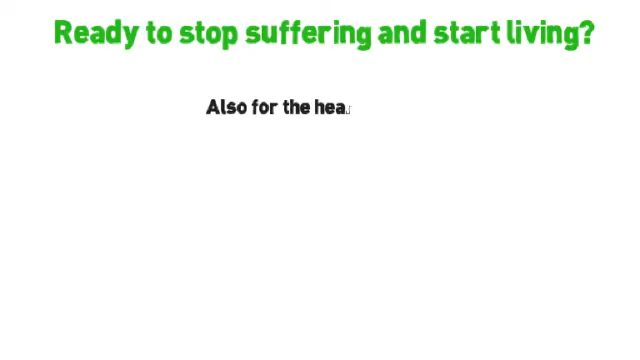 Ready to stop suffering and start living?
Also for the hea